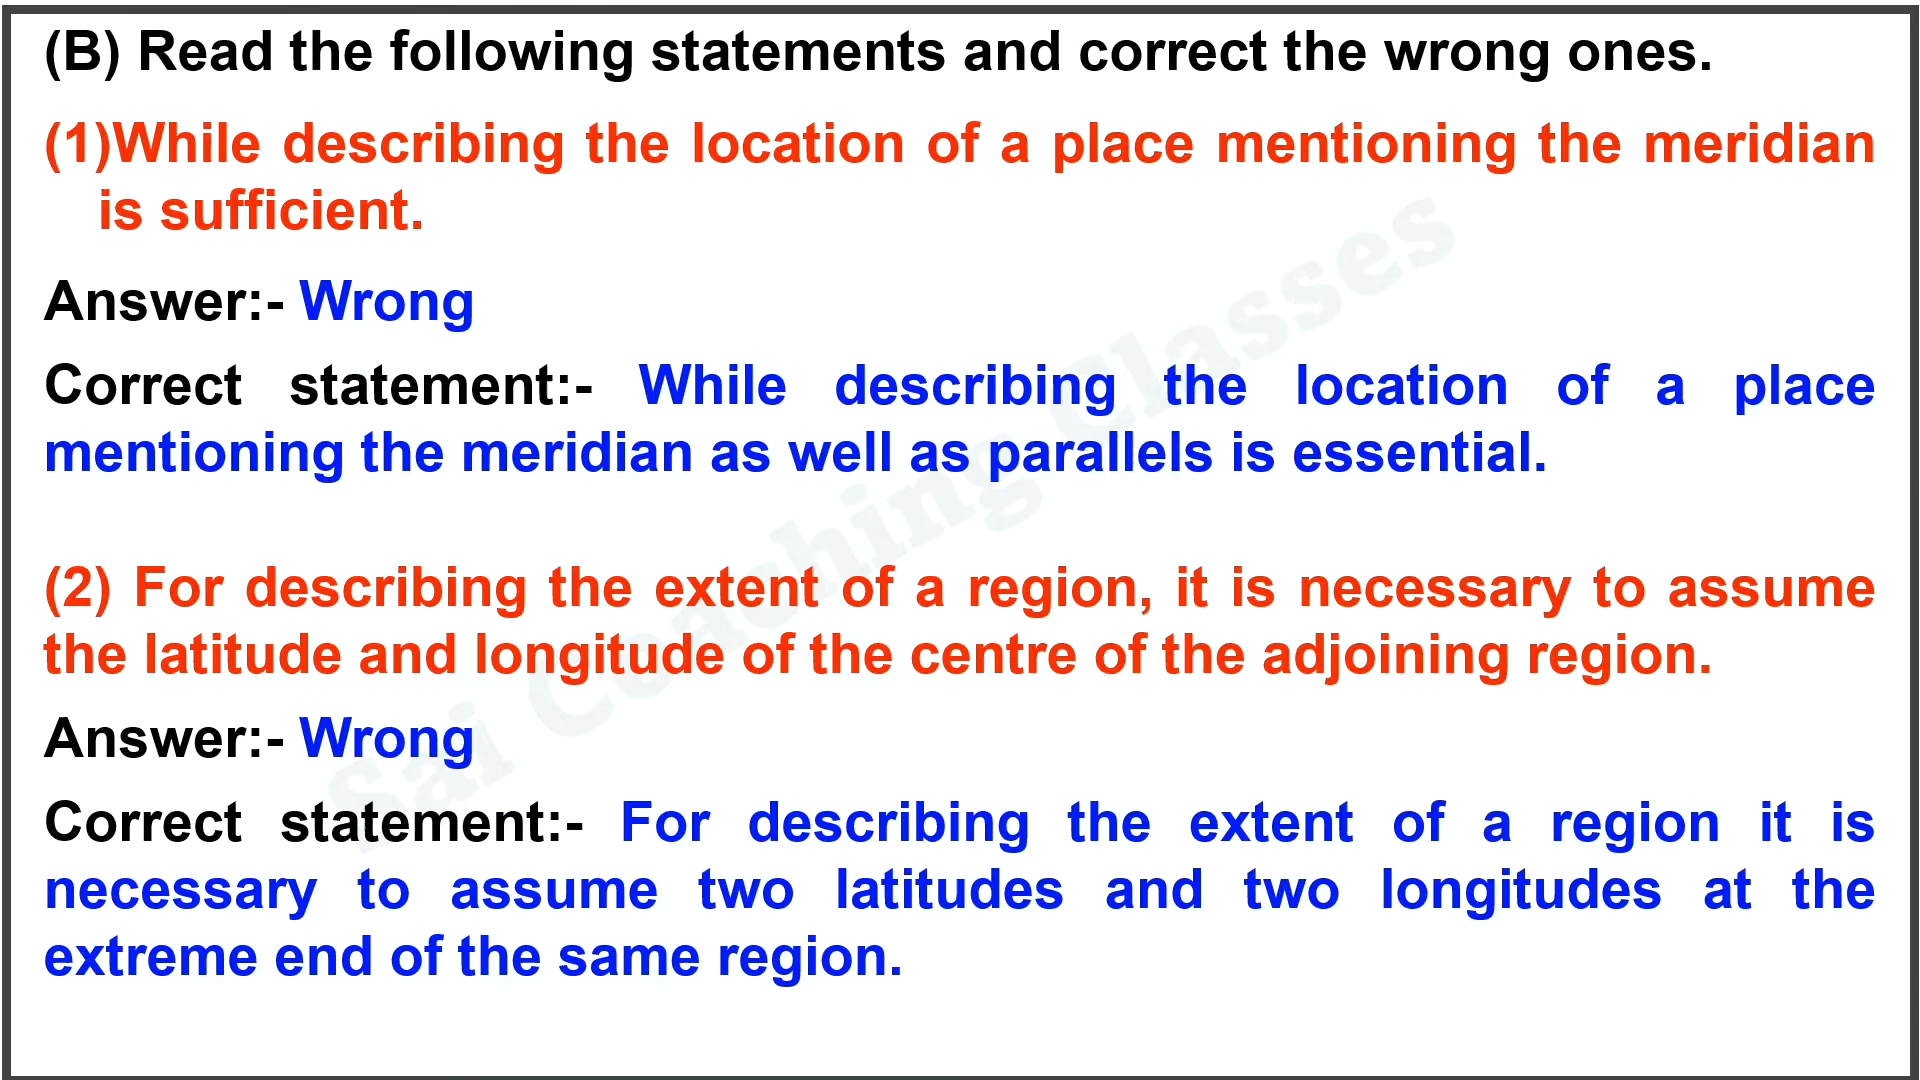 (B) Read the following statements and correct the wrong ones.
(1)While describing the location of a place mentioning the meridian
is sufficient.
Answer:- Wrong
Correct statement:- While describing the location of a place
mentioning the meridian as well as parallels is essential.
(2) For describing the extent of a region, it is necessary to assume
the latitude and longitude of the centre of the adjoining region.
Answer:- Wrong
Correct statement:- For describing the extent of a region it is
necessary to assume two latitudes and two longitudes at the
extreme end of the same region.
Sai Coaching Classes